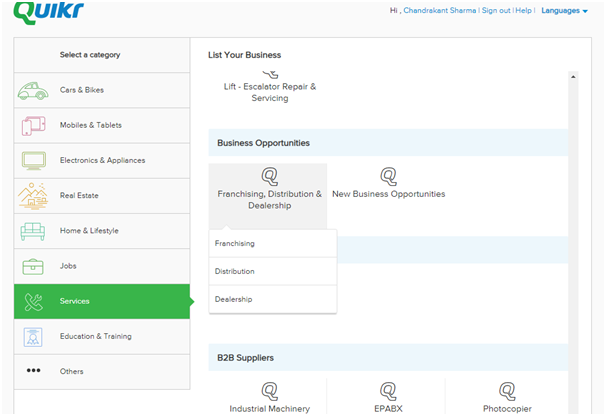 Quikr
Hi , Chandrakant Sharma | Sign out | Help | Languages
Select a category
Cars & Bikes
Mobiles & Tablets
Electronics & Appliances
Real Estate
Home & Lifestyle
Jobs
Services
Education & Training
Others
List Your Business
Lift - Escalator Repair &
Servicing
Business Opportunities
Franchising, Distribution &
Dealership
New Business Opportunities
Franchising
Distribution
Dealership
B2B Suppliers
Industrial Machinery
EPABX
Photocopier